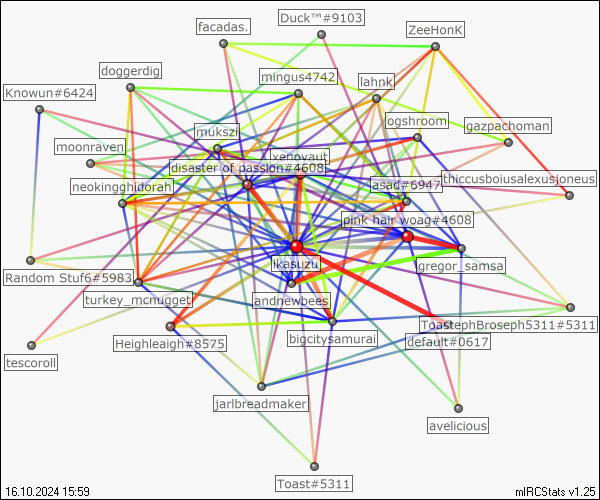 Duck™#9103
facadas.
ZeeHonK
doggerdig
mingus4742
lahnk
Knowun#6424
ogshroom
gazpachoman
mukszi
moonraven
xenovaut
disaster of passion#4608
thiccusboiusalexusjoneus
neokingghidorah
asad#6947
pink hair woag#4608
ikasuzu
gregor_samsa
Random Stuf6#5983
turkey_mcnugget
andnewbees
ToastephBroseph5311#5311
Heighleaigh#8575
bigcitysamurai
default#0617
tescoroll
jarlbreadmaker
avelicious
Toast#5311
16.10.2024 15:59
mIRCStats v1.25